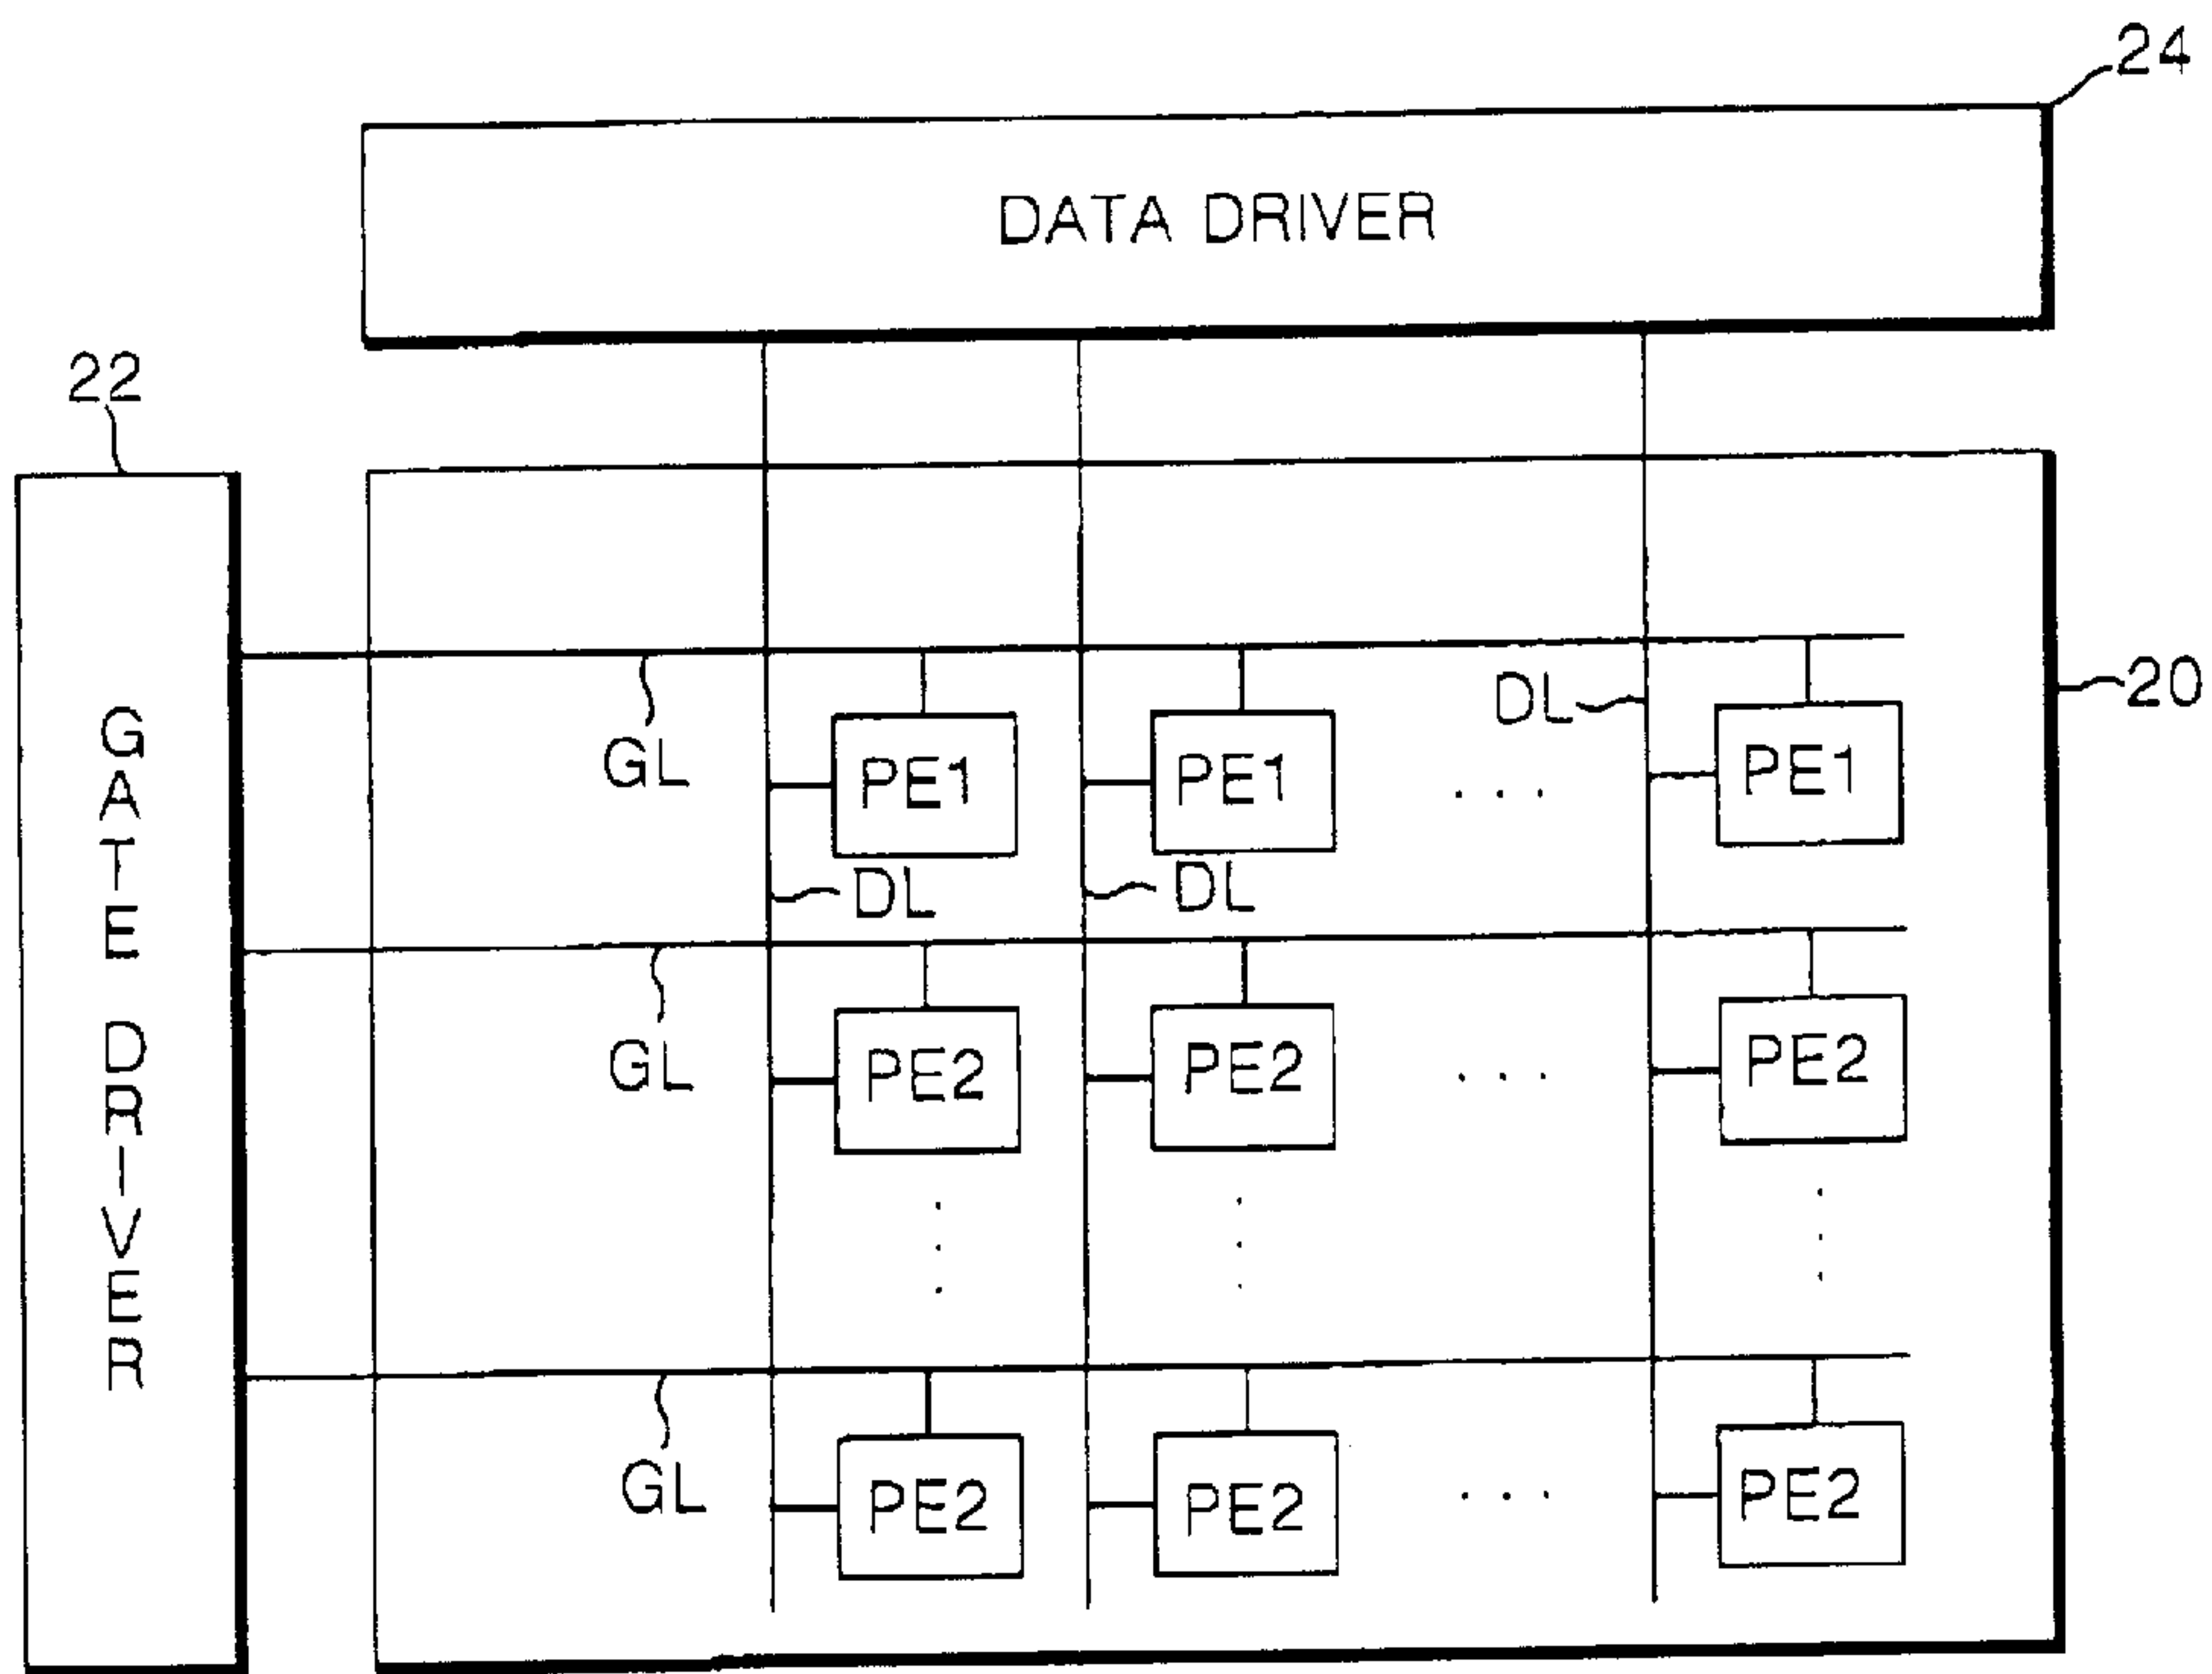 24
DATA DRIVER
22
GATE DRIVER
20
GL
DL
PE1 PE1 . . . PE1
DL DL
GL
PE2 PE2 . . . PE2
GL
PE2 PE2 . . . PE2